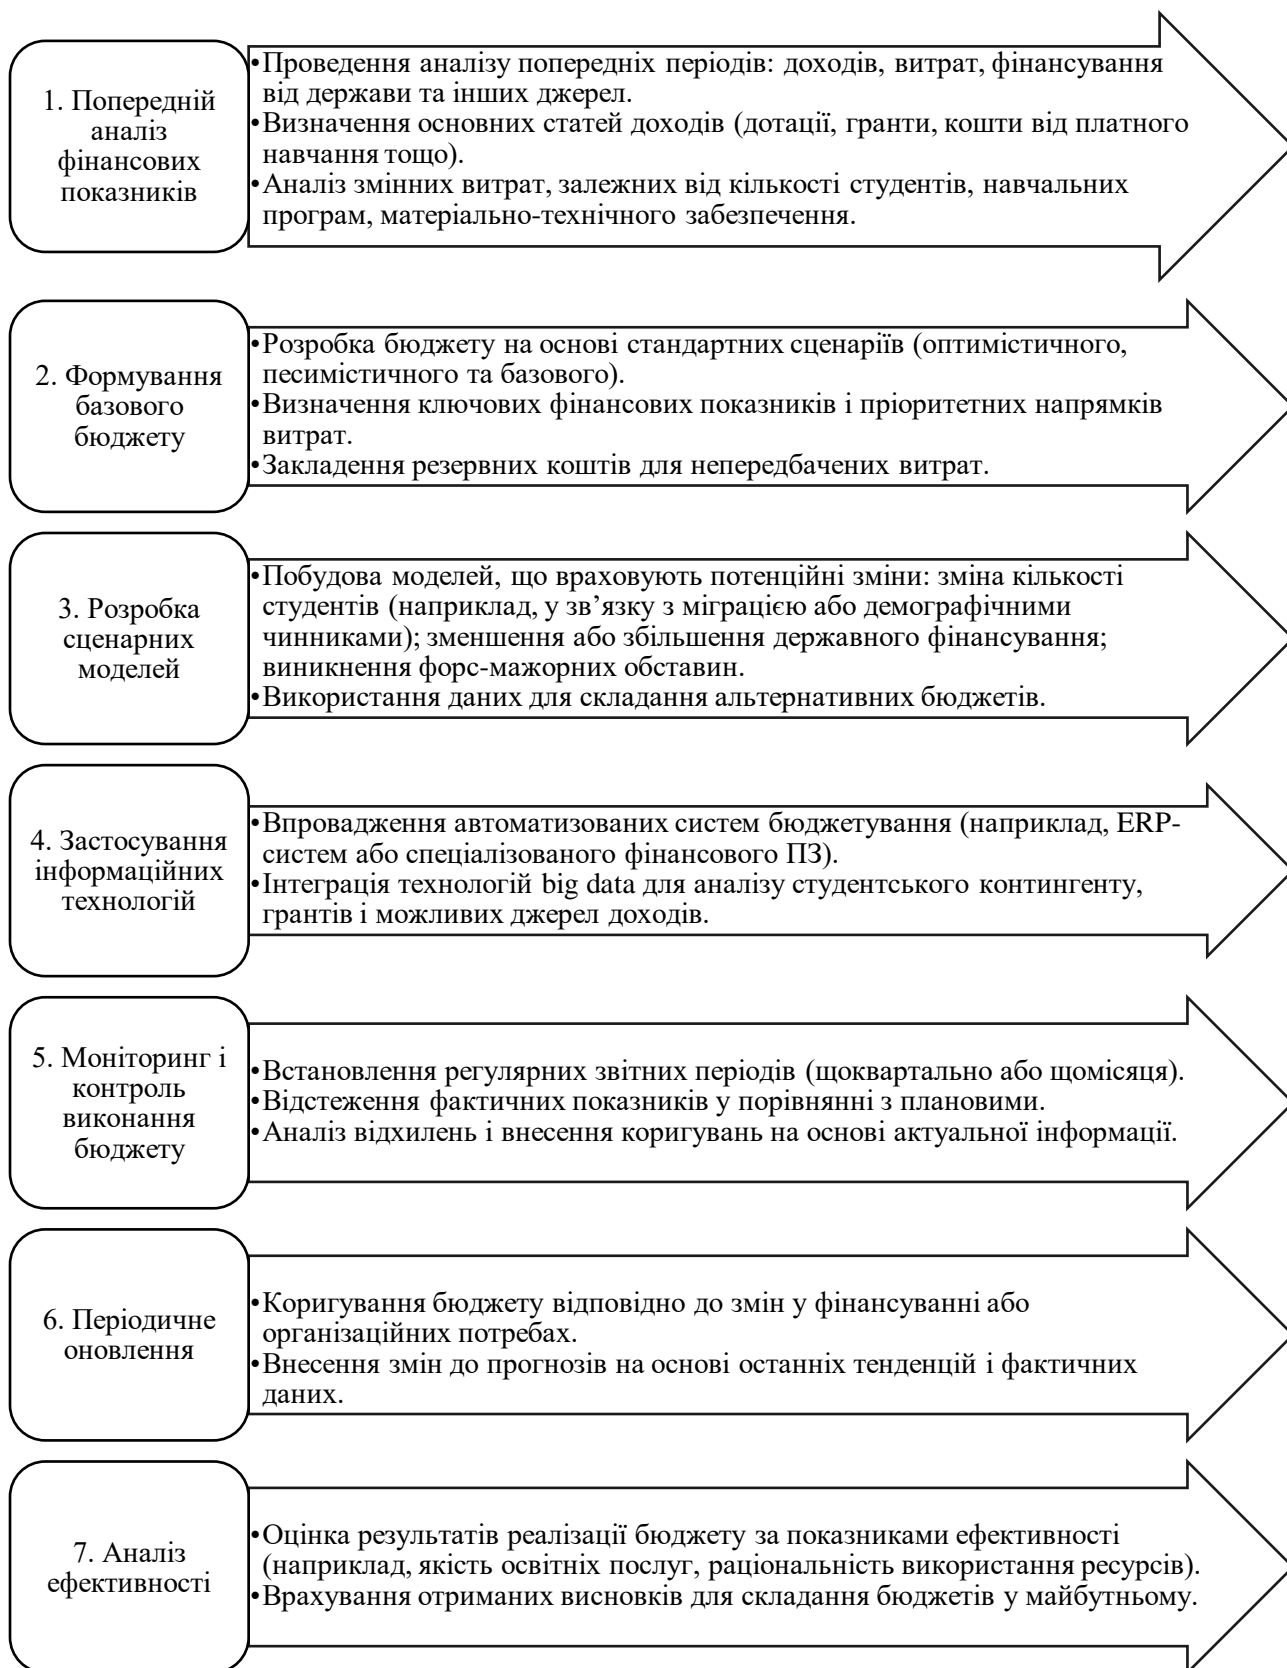 1. Попередній
аналіз
фінансових
показників
•Проведення аналізу попередніх періодів: доходів, витрат, фінансування
від держави та інших джерел.
•Визначення основних статей доходів (дотації, гранти, кошти від платного
навчання тощо).
•Аналіз змінних витрат, залежних від кількості студентів, навчальних
програм, матеріально-технічного забезпечення.
2. Формування
базового
бюджету
•Розробка бюджету на основі стандартних сценаріїв (оптимістичного,
песимістичного та базового).
•Визначення ключових фінансових показників і пріоритетних напрямків
витрат.
•Закладення резервних коштів для непередбачених витрат.
3. Розробка
сценарних
моделей
•Побудова моделей, що враховують потенційні зміни: зміна кількості
студентів (наприклад, у зв’язку з міграцією або демографічними
чинниками); зменшення або збільшення державного фінансування;
виникнення форс-мажорних обставин.
•Використання даних для складання альтернативних бюджетів.
4. Застосування
інформаційних
технологій
•Впровадження автоматизованих систем бюджетування (наприклад, ERP-
систем або спеціалізованого фінансового ПЗ).
•Інтеграція технологій big data для аналізу студентського контингенту,
грантів і можливих джерел доходів.
5. Моніторинг і
контроль
виконання
бюджету
•Встановлення регулярних звітних періодів (щоквартально або щомісяця).
•Відстеження фактичних показників у порівнянні з плановими.
•Аналіз відхилень і внесення коригувань на основі актуальної інформації.
6. Періодичне
оновлення
•Коригування бюджету відповідно до змін у фінансуванні або
організаційних потребах.
•Внесення змін до прогнозів на основі останніх тенденцій і фактичних
даних.
7. Аналіз
ефективності
•Оцінка результатів реалізації бюджету за показниками ефективності
(наприклад, якість освітніх послуг, раціональність використання ресурсів).
•Врахування отриманих висновків для складання бюджетів у майбутньому.